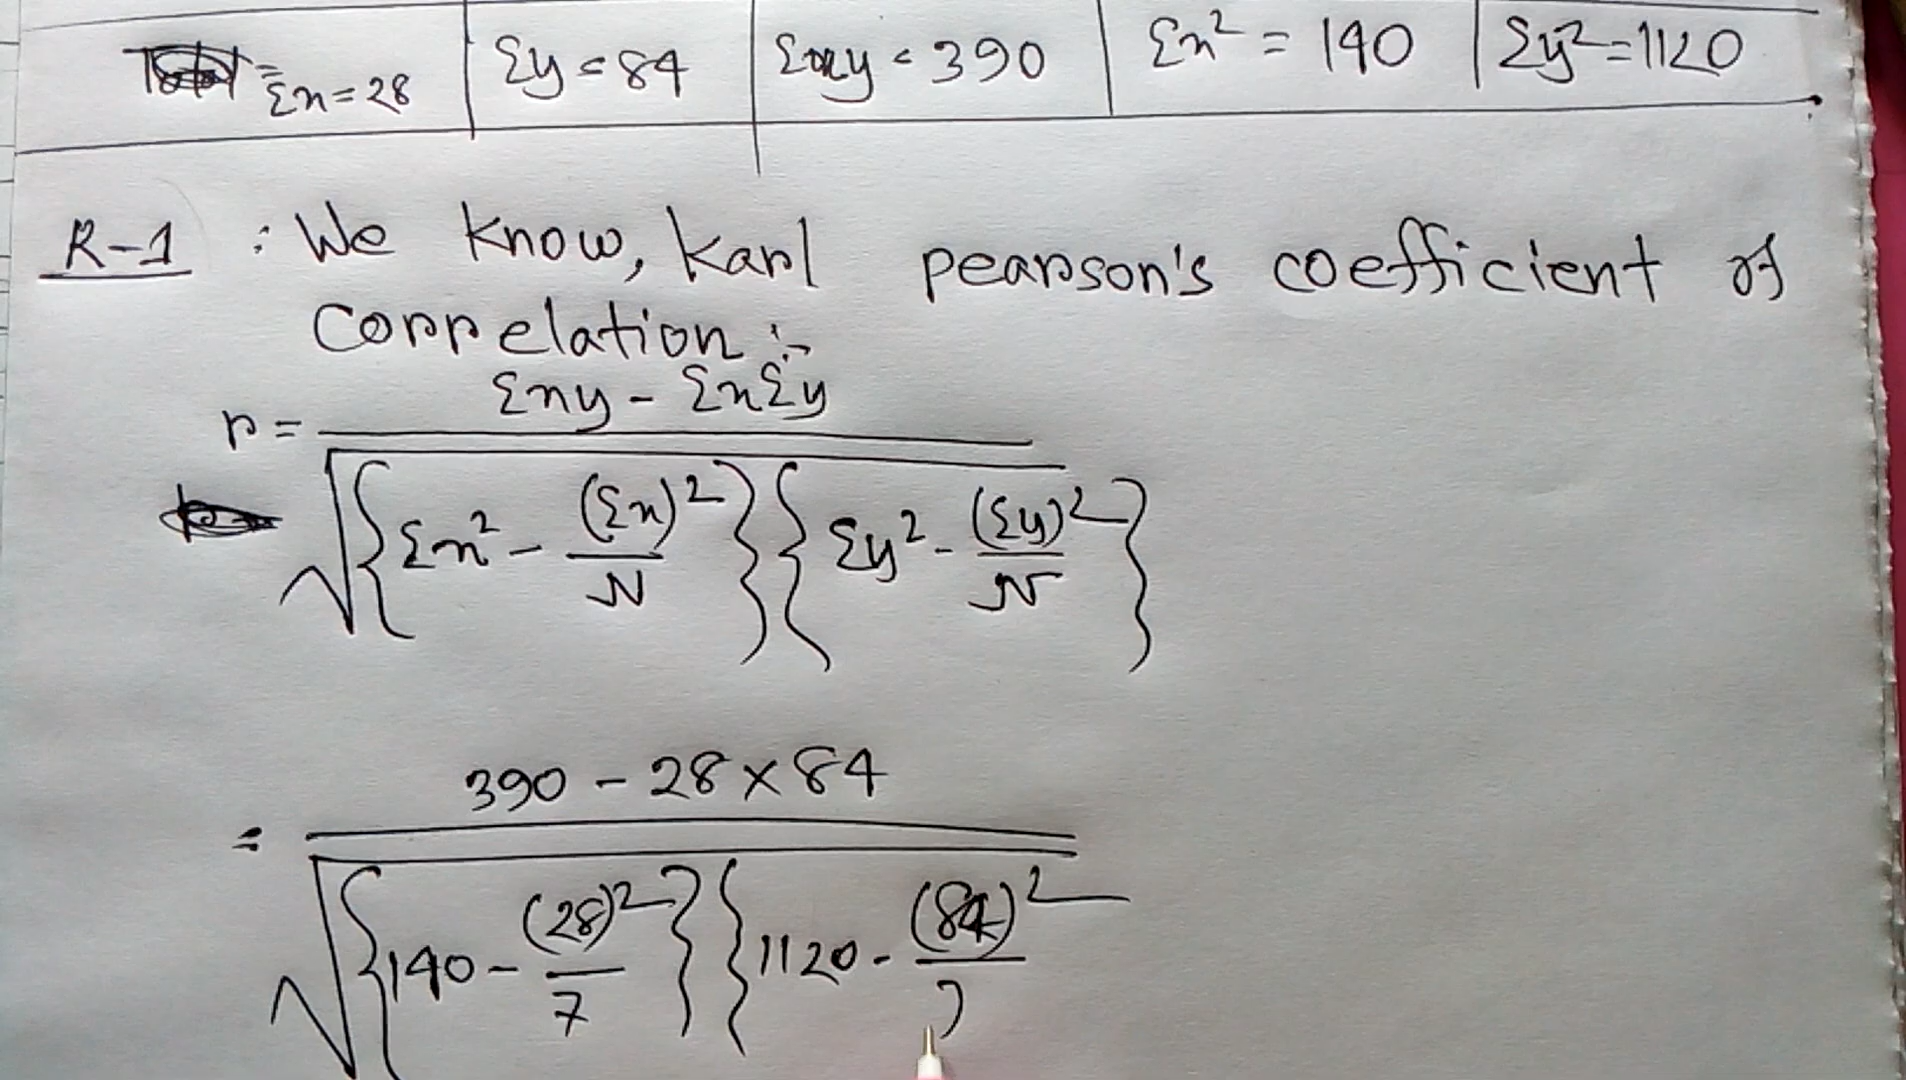 Σx=28 Σy=84 Σxy=390 Σx²=140 Σy²=1120
R-1 : We know, Karl pearson's coefficient of
correlation :-
r = Σxy - ΣxΣy / √{Σx² - (Σx)²/N}{Σy² - (Σy)²/N}
= 390 - 28×84 / √{140 - (28)²/7}{1120 - (84)²/7